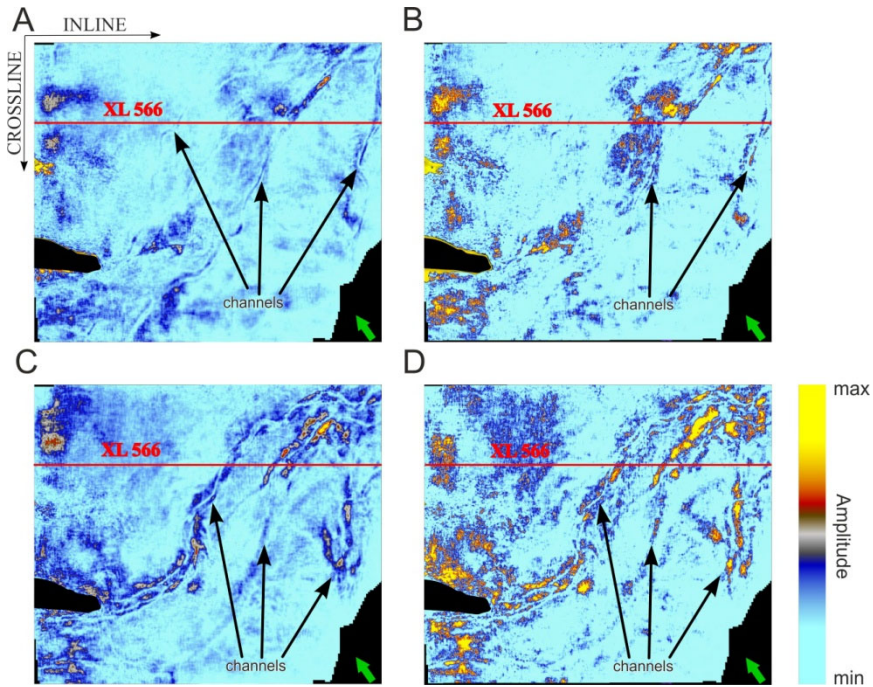 A
INLINE
CROSSLINE
XL 566
channels
B
XL 566
channels
C
XL 566
channels
D
XL 566
channels
max
Amplitude
min